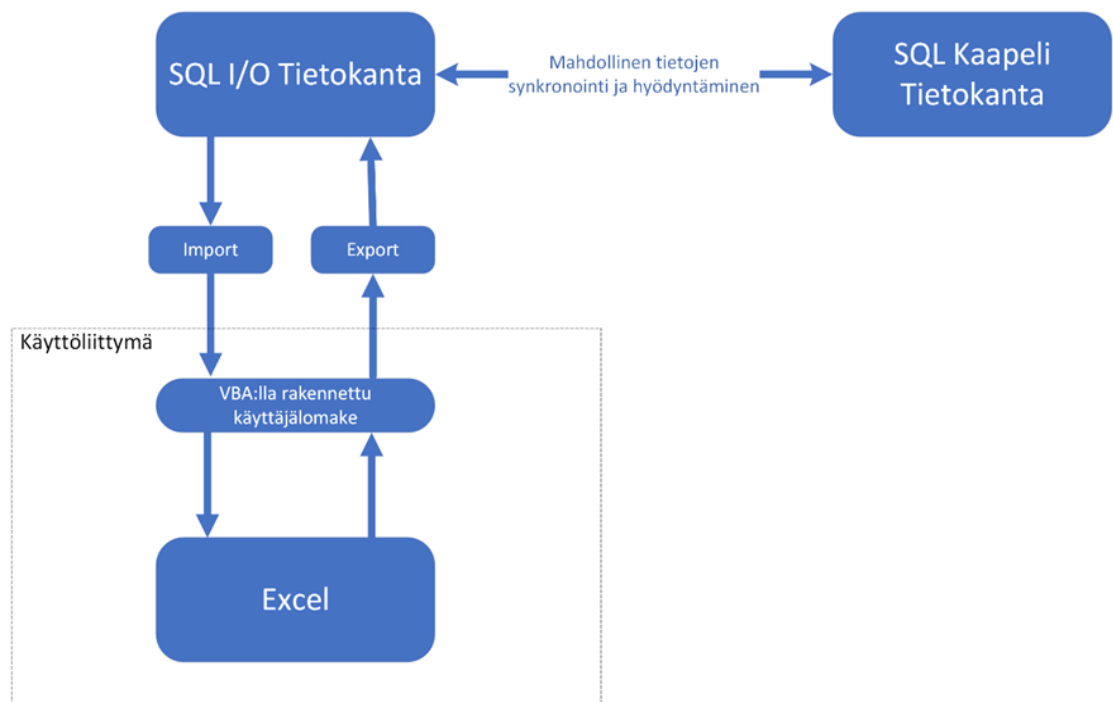 SQL I/O Tietokanta
Mahdollinen tietojen
synkronointi ja hyödyntäminen
SQL Kaapeli
Tietokanta
Import
Export
Käyttöliittymä
VBA:lla rakennettu
käyttäjälomake
Excel